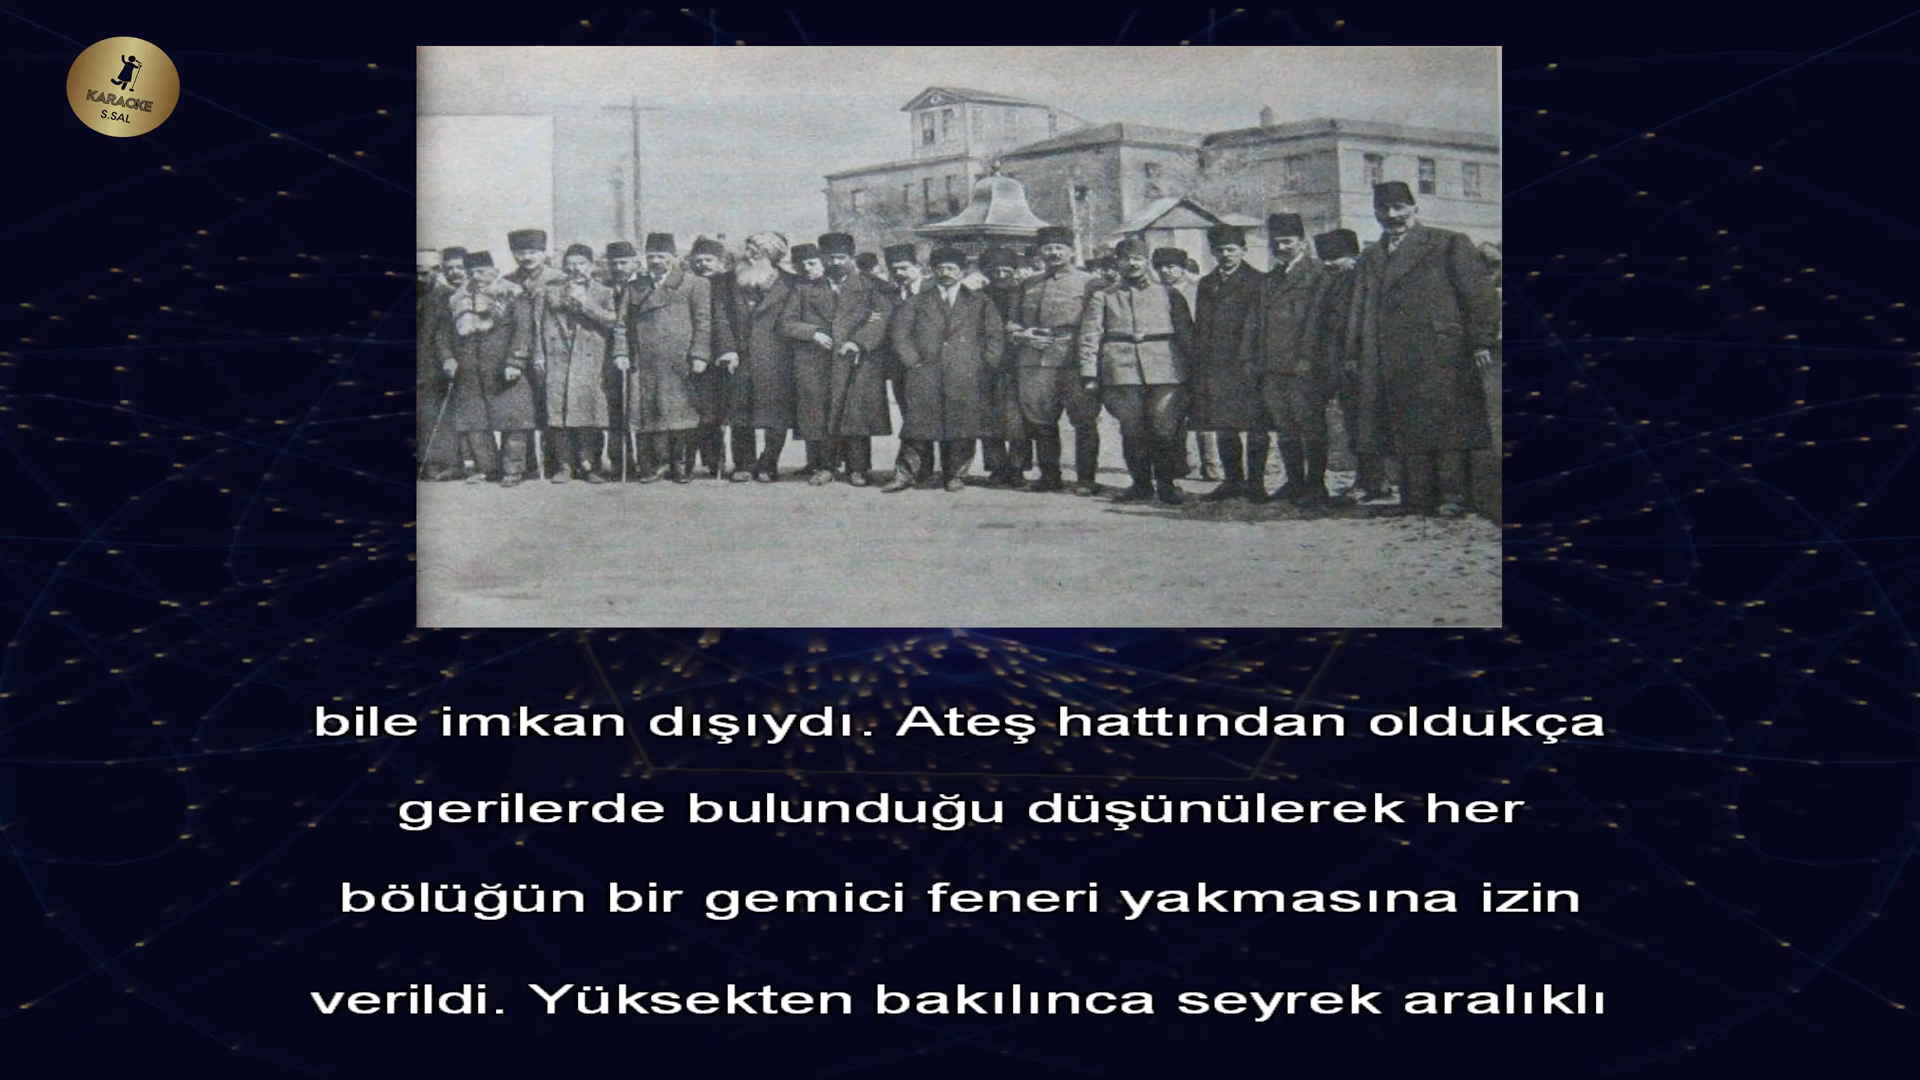 KARAOKE
S.SAL
bile imkan dışıydı. Ateş hattından oldukça
gerilerde bulunduğu düşünülerek her
bölüğün bir gemici feneri yakmasına izin
verildi. Yüksekten bakılınca seyrek aralıklı